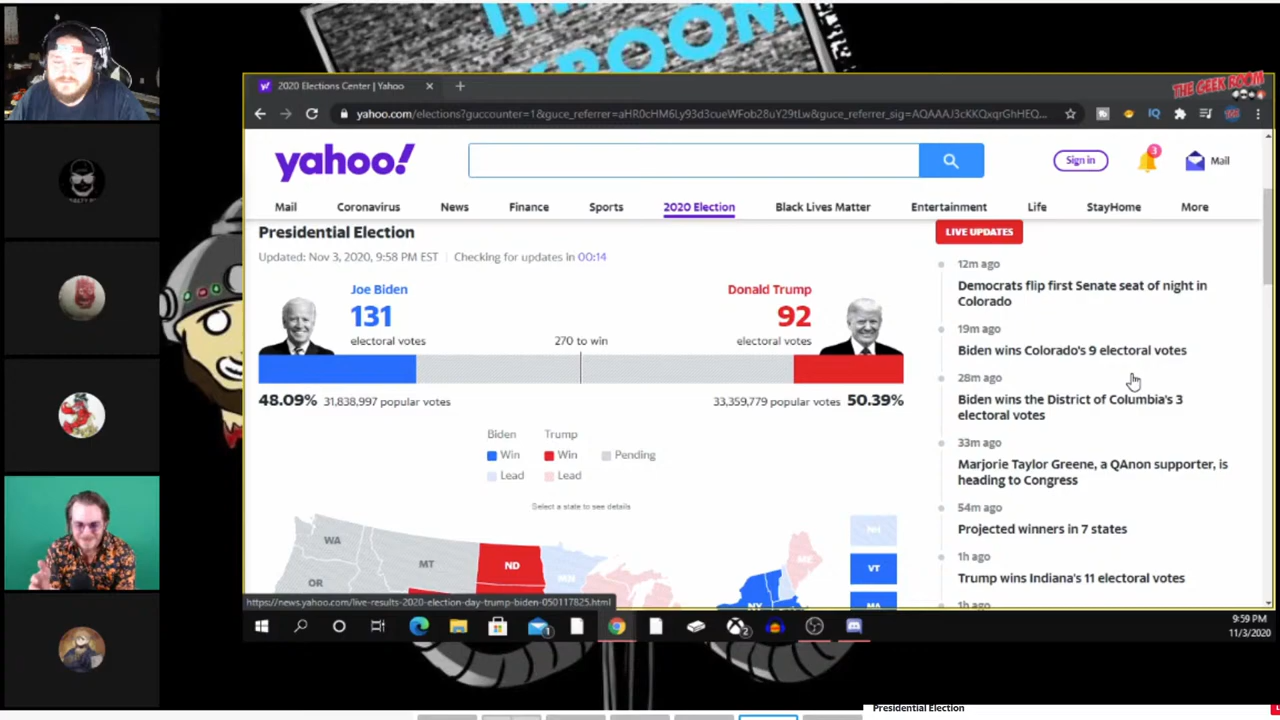 THE GEEK ROOM
2020 Elections Center | Yahoo
yahoo.com/elections?guccounter=1&guce_referrer=aHR0cHM6Ly93d3cueWFob28uY29tLw&guce_referrer_sig=AQAAAJ3cKKQxqrGhHEQ...
yahoo!
Sign in
3
Mail
Mail Coronavirus News Finance Sports 2020 Election Black Lives Matter Entertainment Life StayHome More
Presidential Election
Updated: Nov 3, 2020, 9:58 PM EST Checking for updates in 00:14
Joe Biden
131
electoral votes
270 to win
Donald Trump
92
electoral votes
48.09% 31,838,997 popular votes
33,359,779 popular votes 50.39%
Biden Trump
Win Win Pending
Lead Lead
Select a state to see details
WA
OR
MT
ND
MN
ME
NY
NH
VT
MA
LIVE UPDATES
12m ago
Democrats flip first Senate seat of night in
Colorado
19m ago
Biden wins Colorado's 9 electoral votes
28m ago
Biden wins the District of Columbia's 3
electoral votes
33m ago
Marjorie Taylor Greene, a QAnon supporter, is
heading to Congress
54m ago
Projected winners in 7 states
1h ago
Trump wins Indiana's 11 electoral votes
1h ago
https://news.yahoo.com/live-results-2020-election-day-trump-biden-050117825.html
9:59 PM
11/3/2020
Presidential Election